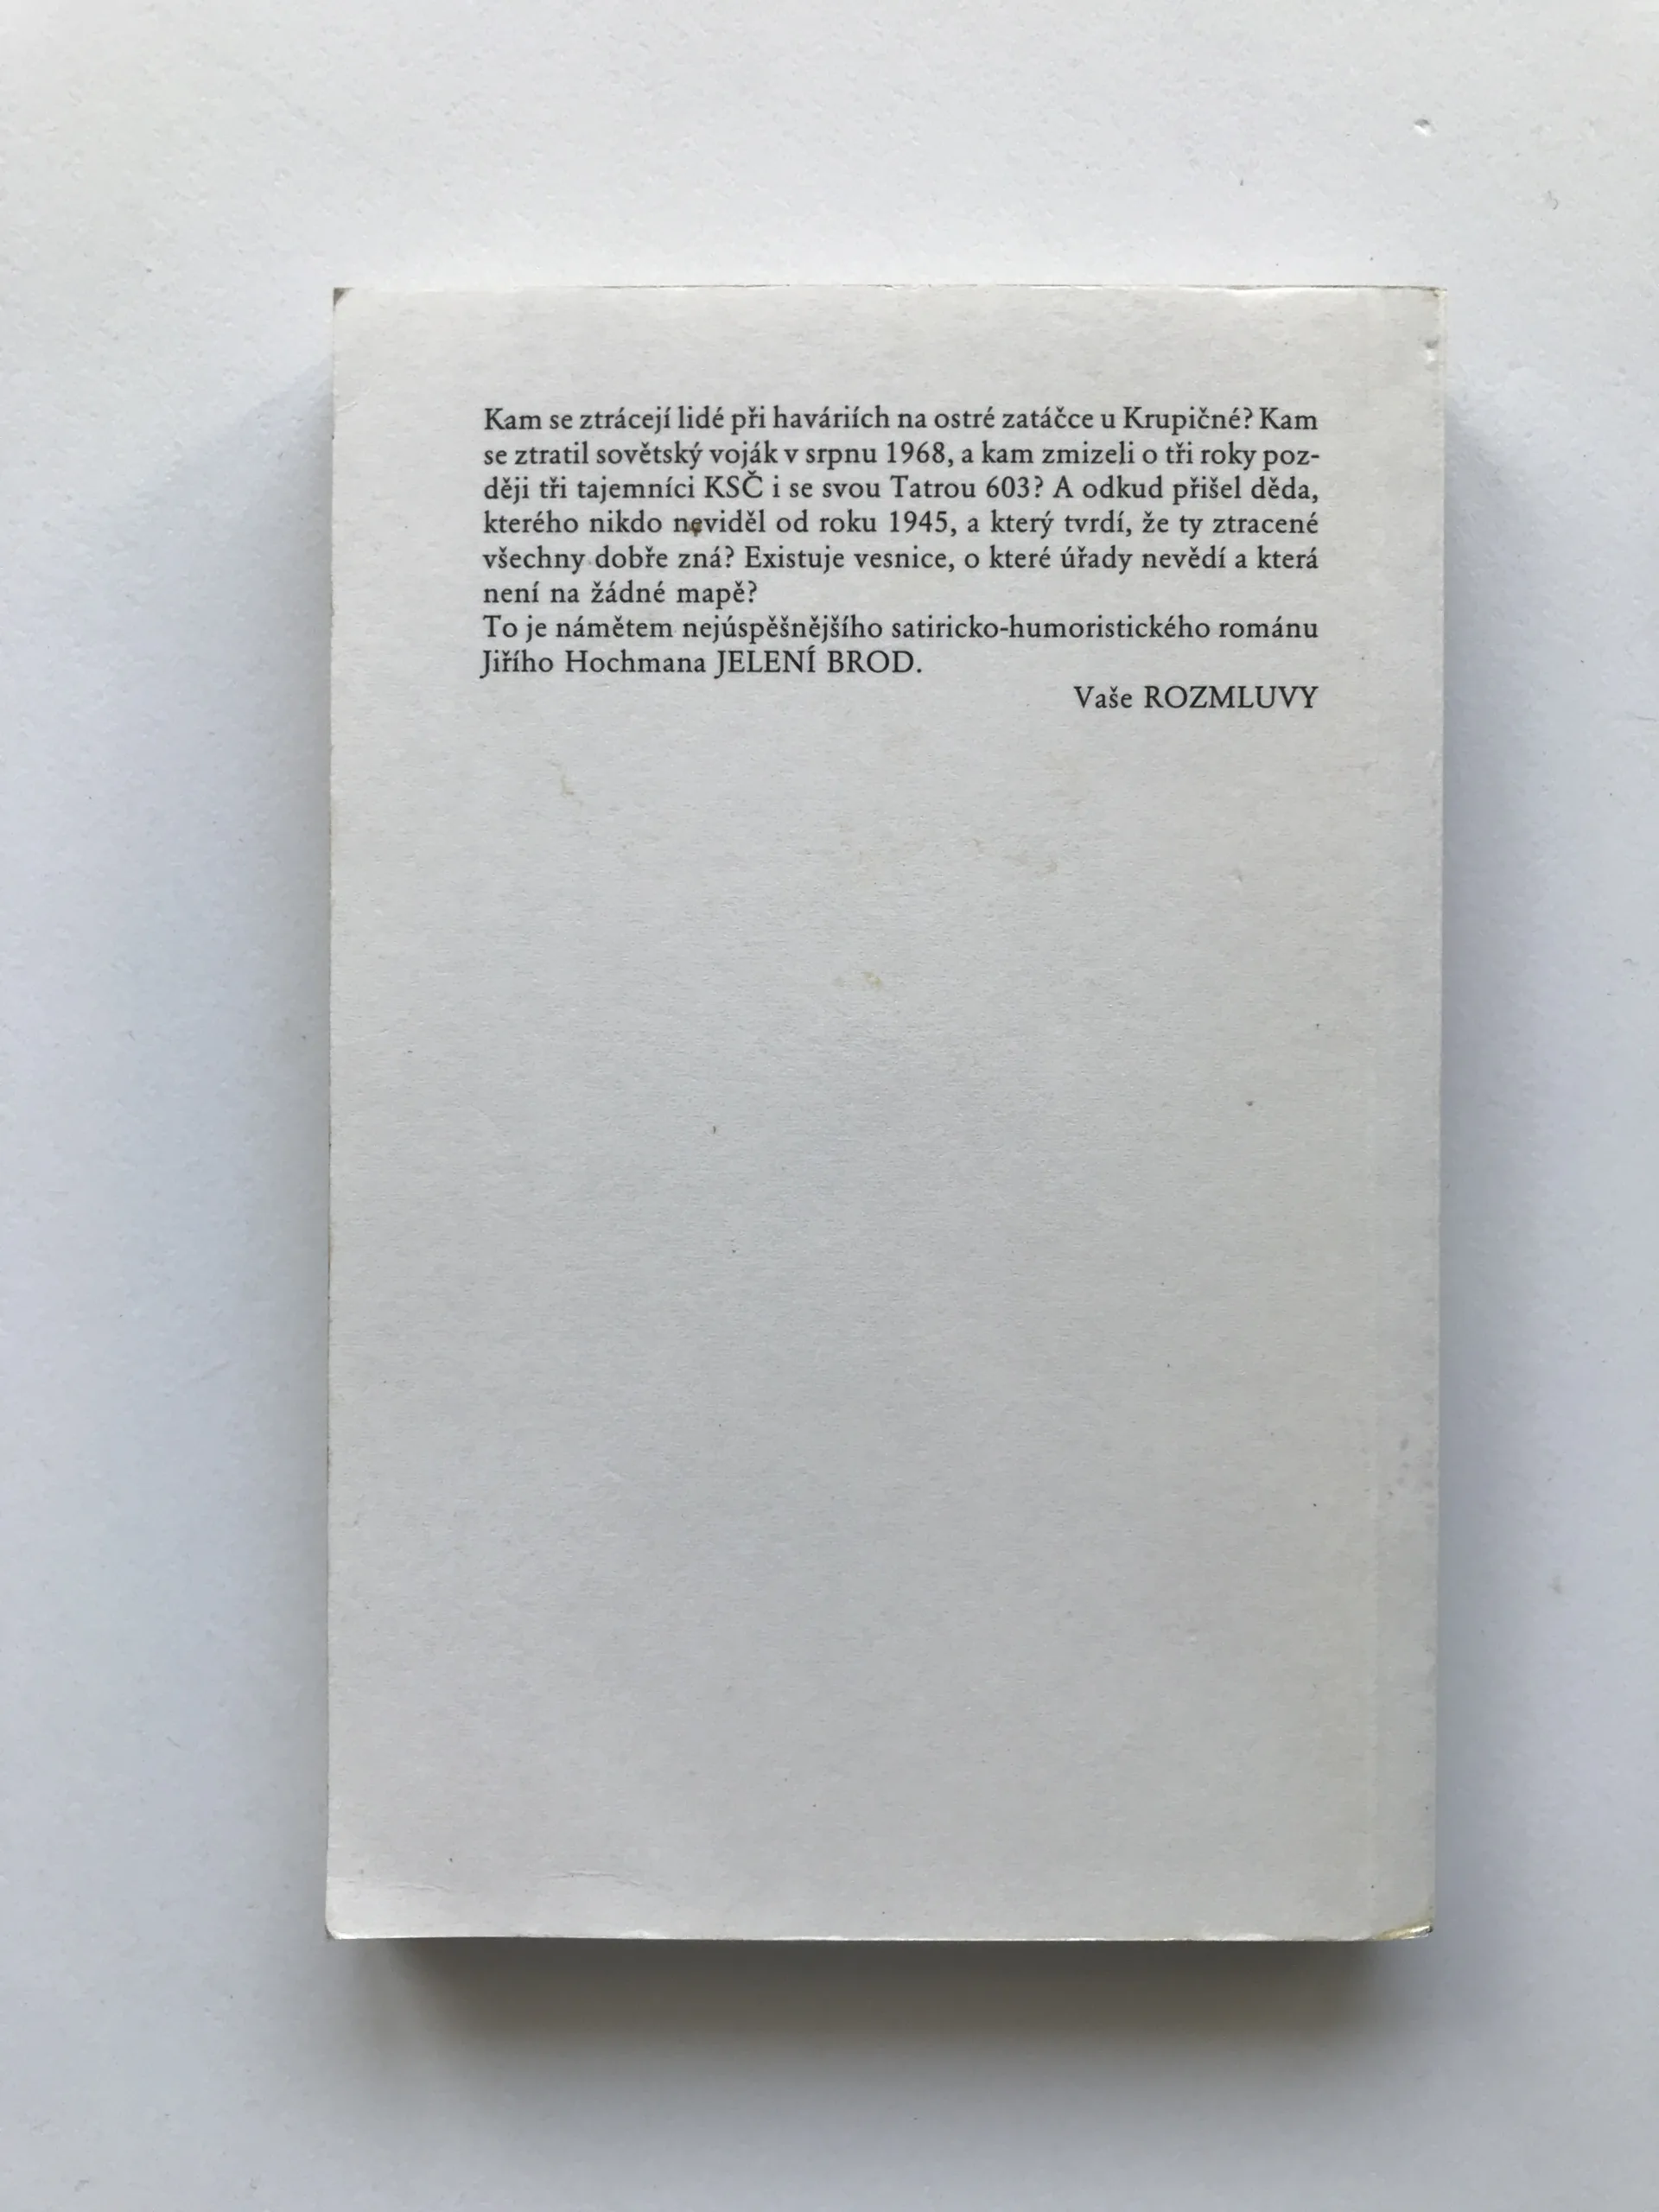 Kam se ztrácejí lidé při haváriích na ostré zatáčce u Krupičné? Kam
se ztratil sovětský voják v srpnu 1968, a kam zmizeli o tři roky poz-
ději tři tajemníci KSČ i se svou Tatrou 603? A odkud přišel děda,
kterého nikdo neviděl od roku 1945, a který tvrdí, že ty ztracené
všechny dobře zná? Existuje vesnice, o které úřady nevědí a která
není na žádné mapě?
To je námětem nejúspěšnějšího satiricko-humoristického románu
Jiřího Hochmana JELENÍ BROD.
Vaše ROZMLUVY